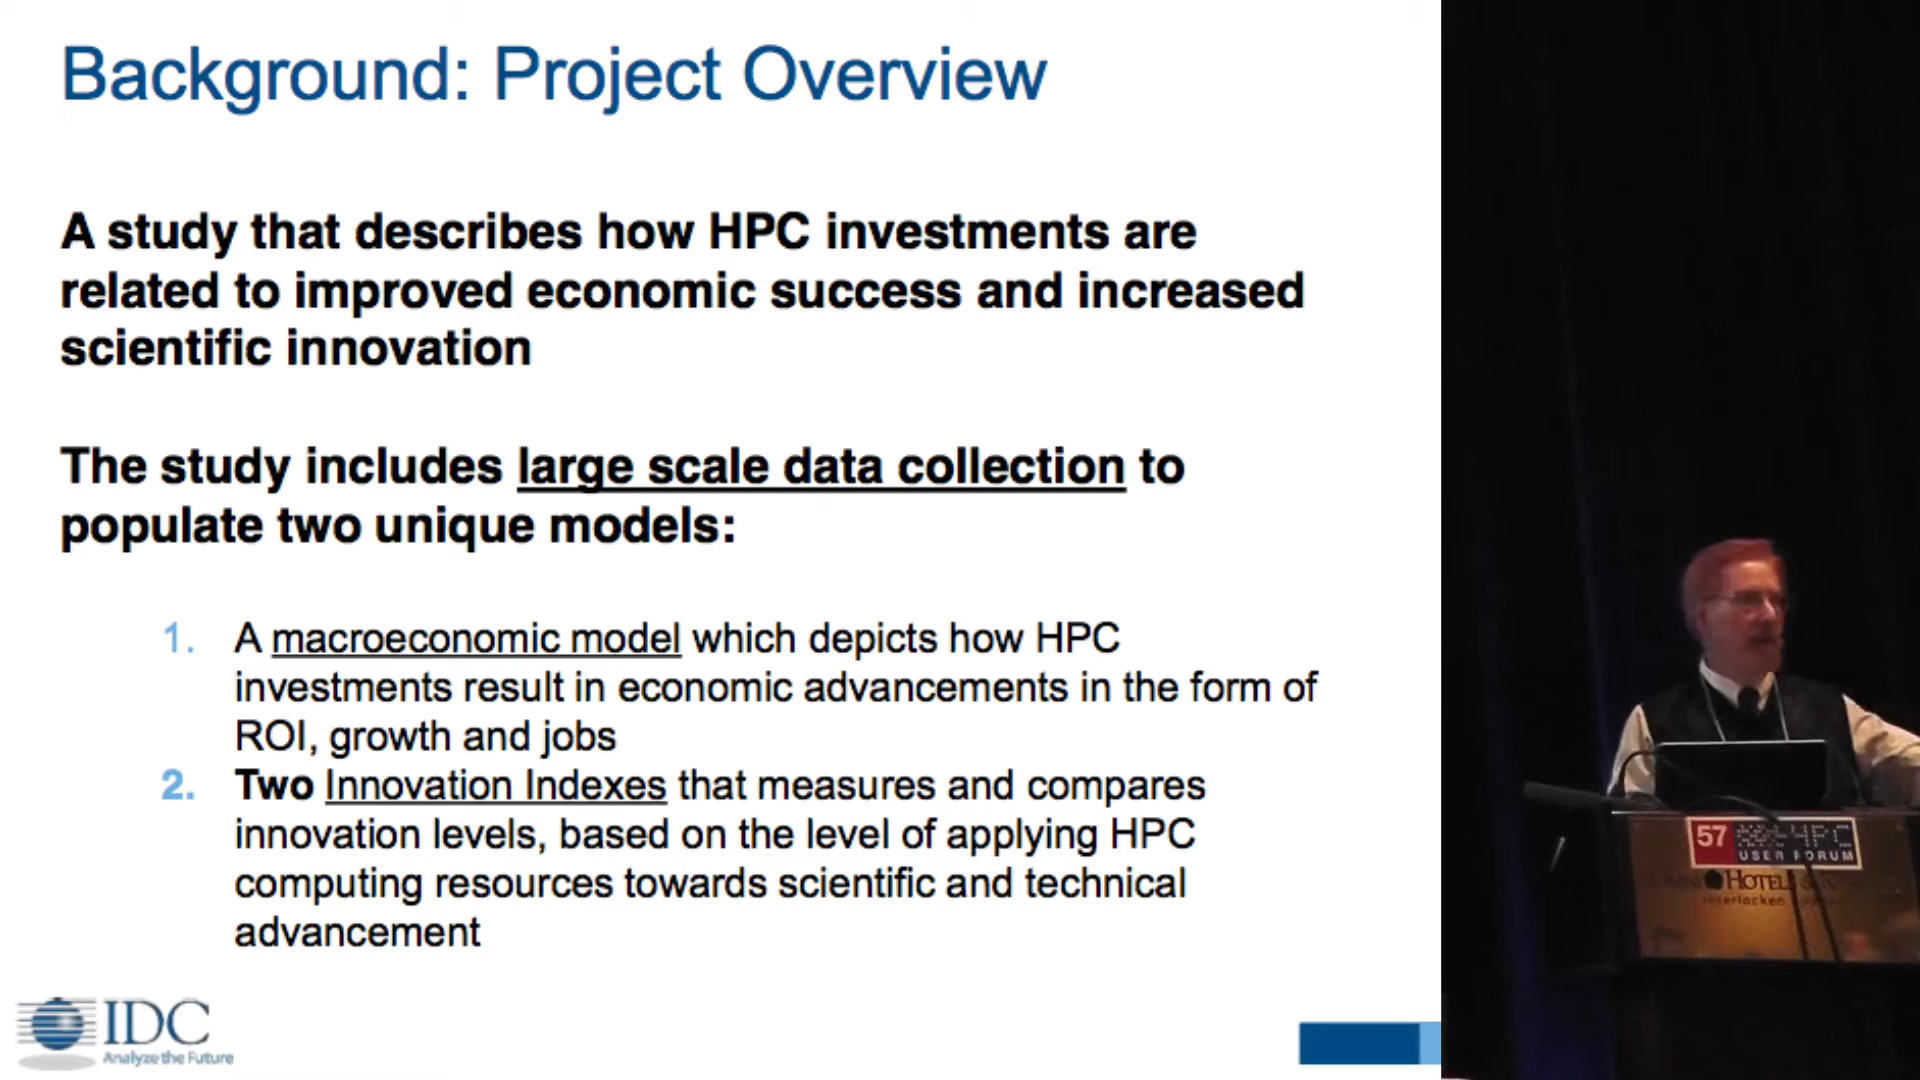 Background: Project Overview
A study that describes how HPC investments are
related to improved economic success and increased
scientific innovation
The study includes large scale data collection to
populate two unique models:
1. A macroeconomic model which depicts how HPC
investments result in economic advancements in the form of
ROI, growth and jobs
2. Two Innovation Indexes that measures and compares
innovation levels, based on the level of applying HPC
computing resources towards scientific and technical
advancement
IDC
Analyze the Future
57 HPC
USER FORUM
HOTELS